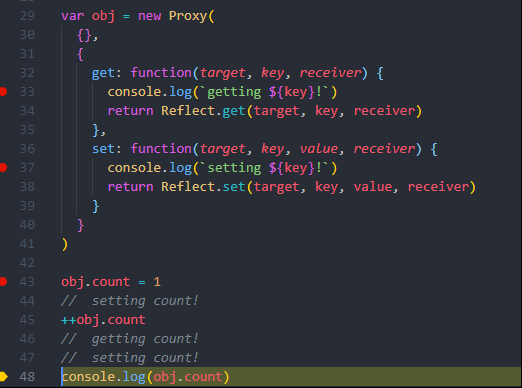 29 var obj = new Proxy(
30 {},
31 {
32 get: function(target, key, receiver) {
33 console.log(`getting ${key}!`)
34 return Reflect.get(target, key, receiver)
35 },
36 set: function(target, key, value, receiver) {
37 console.log(`setting ${key}!`)
38 return Reflect.set(target, key, value, receiver)
39 }
40 }
41 )
42
43 obj.count = 1
44 //  setting count!
45 ++obj.count
46 //  getting count!
47 //  setting count!
48 console.log(obj.count)